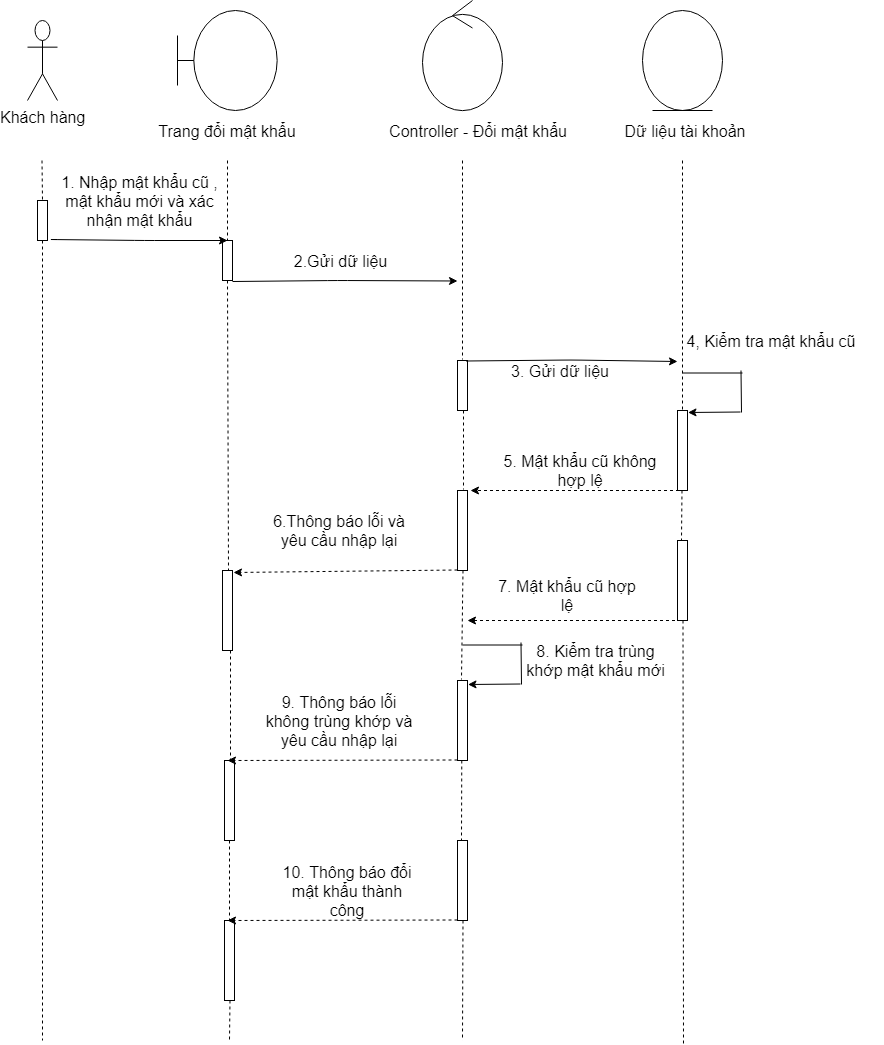 Khách hàng
Trang đổi mật khẩu
Controller - Đổi mật khẩu
Dữ liệu tài khoản
1. Nhập mật khẩu cũ ,
mật khẩu mới và xác
nhận mật khẩu
2.Gửi dữ liệu
4, Kiểm tra mật khẩu cũ
3. Gửi dữ liệu
5. Mật khẩu cũ không
hợp lệ
6.Thông báo lỗi và
yêu cầu nhập lại
7. Mật khẩu cũ hợp
lệ
8. Kiểm tra trùng
khớp mật khẩu mới
9. Thông báo lỗi
không trùng khớp và
yêu cầu nhập lại
10. Thông báo đổi
mật khẩu thành
công